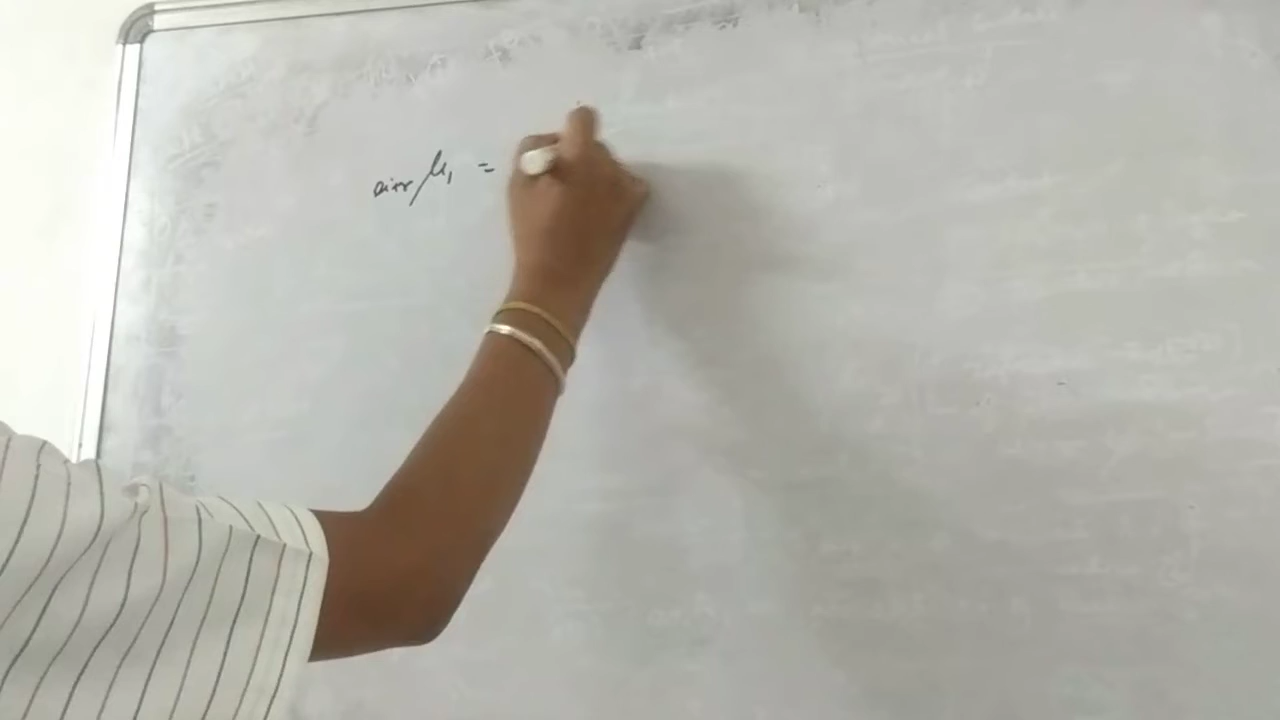 air μ₁ =